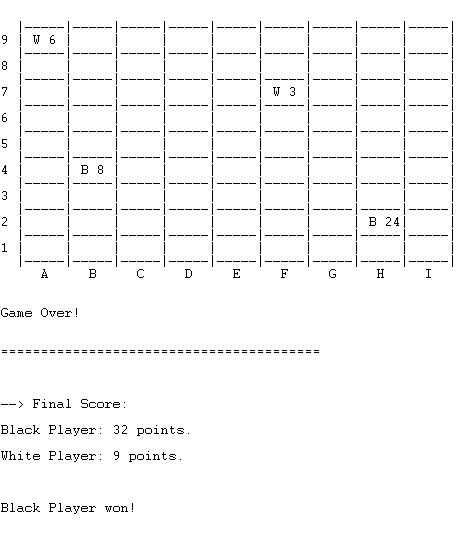 |-----|-----|-----|-----|-----|-----|-----|-----|-----|
9 | W 6 | | | | | | | | |
|-----|-----|-----|-----|-----|-----|-----|-----|-----|
8 | | | | | | | | | |
|-----|-----|-----|-----|-----|-----|-----|-----|-----|
7 | | | | | | W 3 | | | |
|-----|-----|-----|-----|-----|-----|-----|-----|-----|
6 | | | | | | | | | |
|-----|-----|-----|-----|-----|-----|-----|-----|-----|
5 | | | | | | | | | |
|-----|-----|-----|-----|-----|-----|-----|-----|-----|
4 | | B 8 | | | | | | | |
|-----|-----|-----|-----|-----|-----|-----|-----|-----|
3 | | | | | | | | | |
|-----|-----|-----|-----|-----|-----|-----|-----|-----|
2 | | | | | | | | B 24| |
|-----|-----|-----|-----|-----|-----|-----|-----|-----|
1 | | | | | | | | | |
|-----|-----|-----|-----|-----|-----|-----|-----|-----|
A B C D E F G H I
Game Over!
========================================
--> Final Score:
Black Player: 32 points.
White Player: 9 points.
Black Player won!